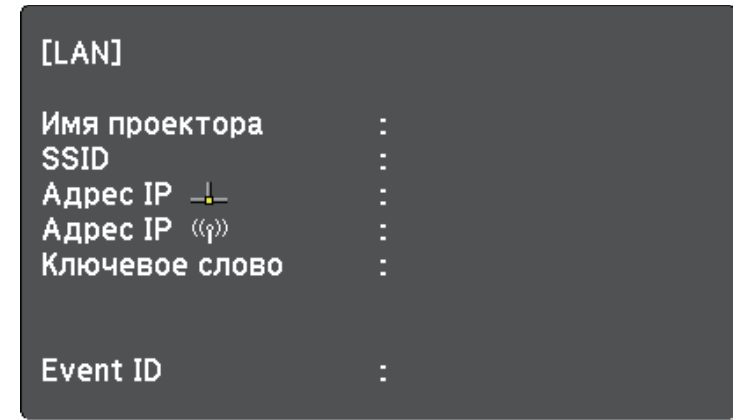 [LAN]
Имя проектора :
SSID :
Адрес IP :
Адрес IP :
Ключевое слово :
Event ID :